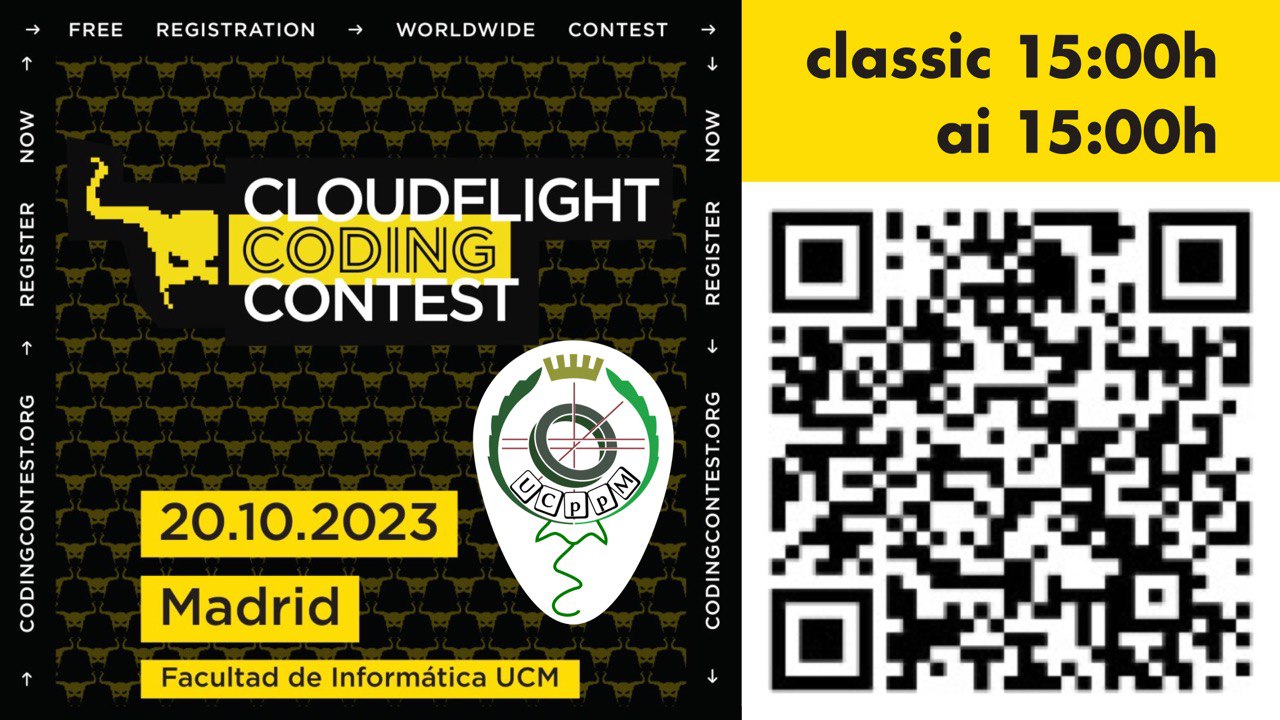 → FREE REGISTRATION → WORLDWIDE CONTEST →
↑ CODINGCONTEST.ORG ↑ REGISTER NOW ↑
CLOUDFLIGHT
CODING
CONTEST
UCPPM
20.10.2023
Madrid
Facultad de Informática UCM
↓ NOW REGISTER ↓ CODINGCONTEST.ORG ↓
classic 15:00h
ai 15:00h